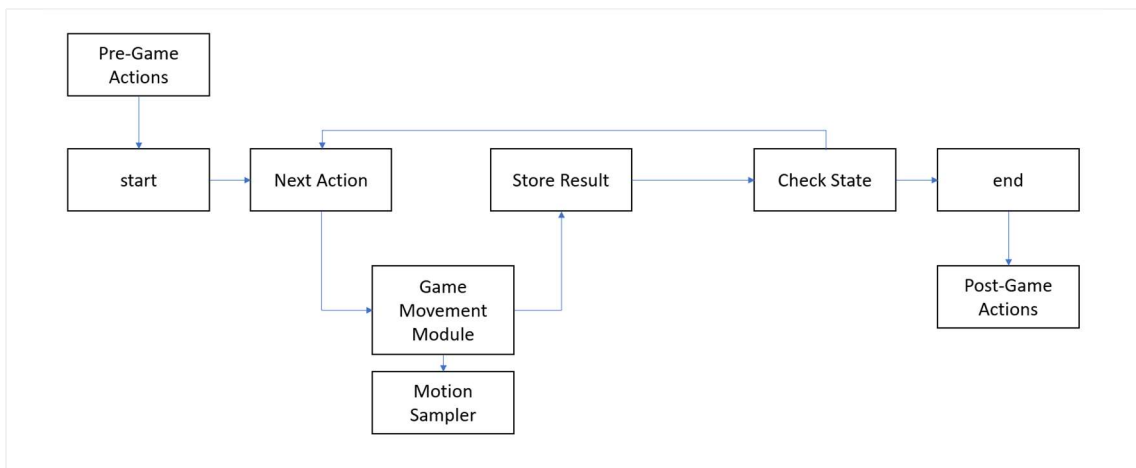 Pre-Game
Actions
start
Next Action
Store Result
Check State
end
Game
Movement
Module
Post-Game
Actions
Motion
Sampler